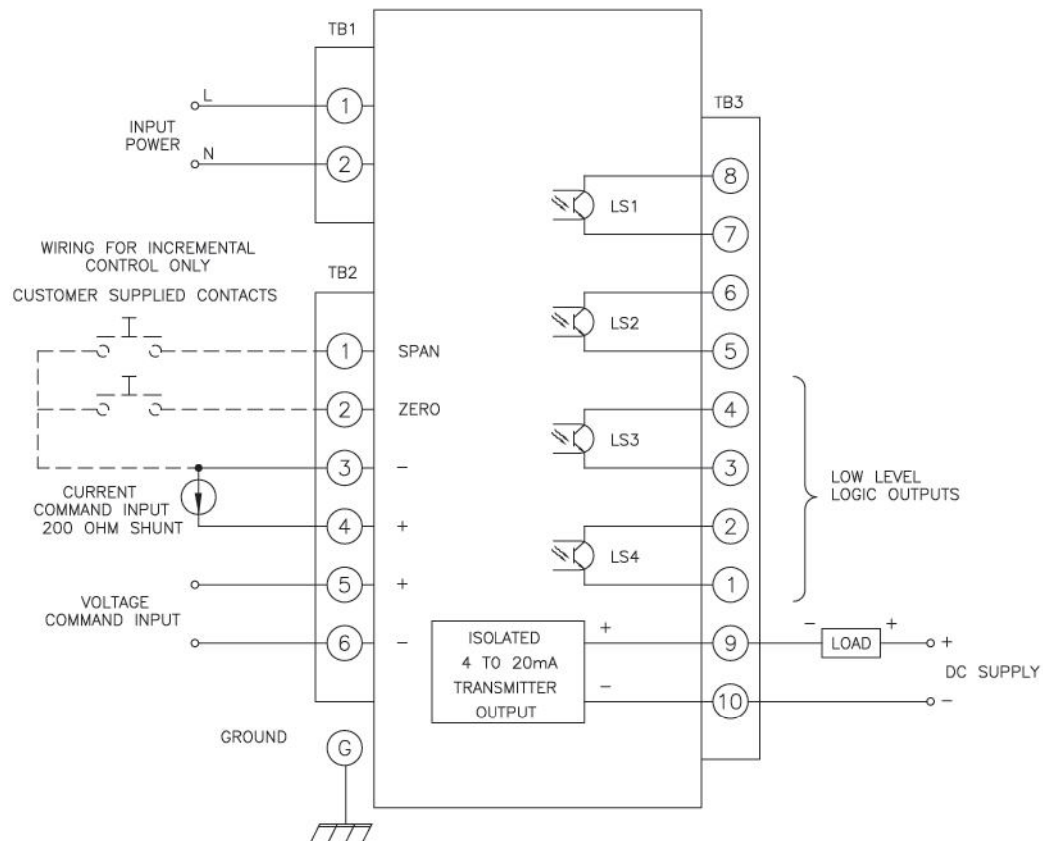 TB1
L
1
INPUT
POWER
N
2
WIRING FOR INCREMENTAL
CONTROL ONLY
CUSTOMER SUPPLIED CONTACTS
TB2
1 SPAN
2 ZERO
3 -
CURRENT
COMMAND INPUT
200 OHM SHUNT
4 +
5 +
VOLTAGE
COMMAND INPUT
6 -
GROUND
G
TB3
8
LS1
7
6
LS2
5
4
LS3
3
LOW LEVEL
LOGIC OUTPUTS
2
LS4
1
ISOLATED
4 TO 20mA
TRANSMITTER
OUTPUT
+ 9 - LOAD + +
DC SUPPLY
- 10 -